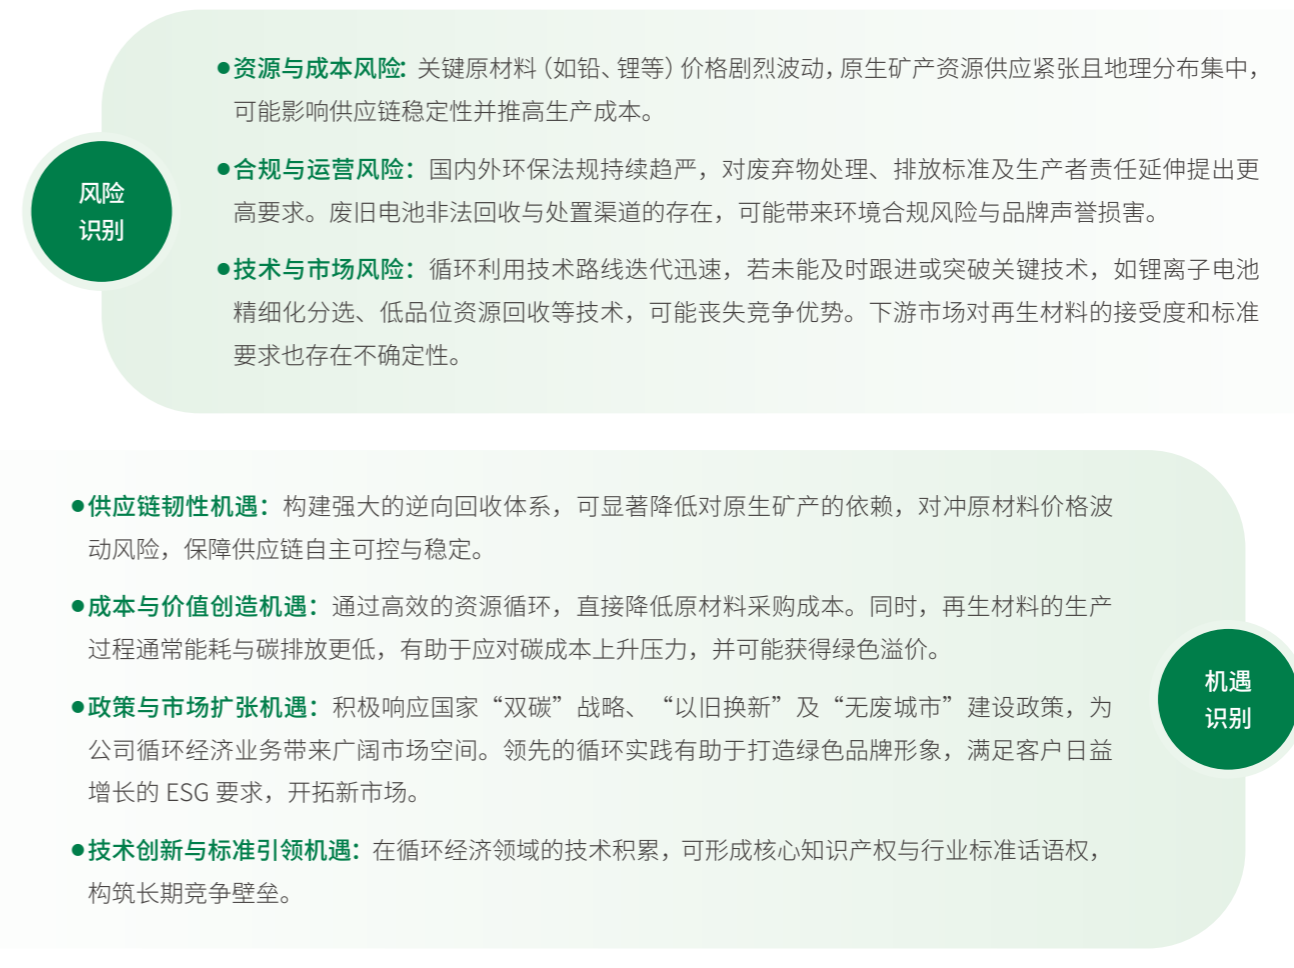 ●资源与成本风险：关键原材料（如铅、锂等）价格剧烈波动，原生矿产资源供应紧张且地理分布集中，
可能影响供应链稳定性并推高生产成本。
●合规与运营风险：国内外环保法规持续趋严，对废弃物处理、排放标准及生产者责任延伸提出更
高要求。废旧电池非法回收与处置渠道的存在，可能带来环境合规风险与品牌声誉损害。
●技术与市场风险：循环利用技术路线迭代迅速，若未能及时跟进或突破关键技术，如锂离子电池
精细化分选、低品位资源回收等技术，可能丧失竞争优势。下游市场对再生材料的接受度和标准
要求也存在不确定性。
风险
识别
●供应链韧性机遇：构建强大的逆向回收体系，可显著降低对原生矿产的依赖，对冲原材料价格波
动风险，保障供应链自主可控与稳定。
●成本与价值创造机遇：通过高效的资源循环，直接降低原材料采购成本。同时，再生材料的生产
过程通常能耗与碳排放更低，有助于应对碳成本上升压力，并可能获得绿色溢价。
●政策与市场扩张机遇：积极响应国家“双碳”战略、“以旧换新”及“无废城市”建设政策，为
公司循环经济业务带来广阔市场空间。领先的循环实践有助于打造绿色品牌形象，满足客户日益
增长的 ESG 要求，开拓新市场。
●技术创新与标准引领机遇：在循环经济领域的技术积累，可形成核心知识产权与行业标准话语权，
构筑长期竞争壁垒。
机遇
识别